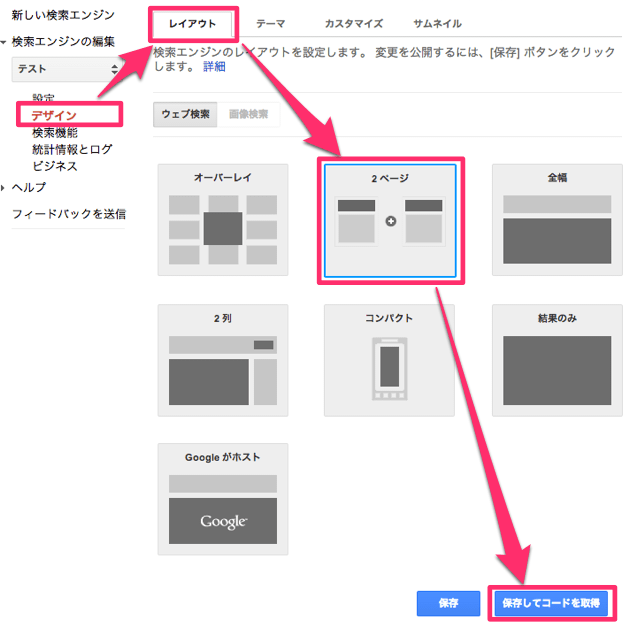 新しい検索エンジン
検索エンジンの編集
テスト
設定
デザイン
検索機能
統計情報とログ
ビジネス
ヘルプ
フィードバックを送信
レイアウト
テーマ
カスタマイズ
サムネイル
検索エンジンのレイアウトを設定します。 変更を公開するには、[保存] ボタンをクリック
します。 詳細
ウェブ検索
画像検索
オーバーレイ
2 ページ
全幅
2 列
コンパクト
結果のみ
Google がホスト
Google
保存
保存してコードを取得